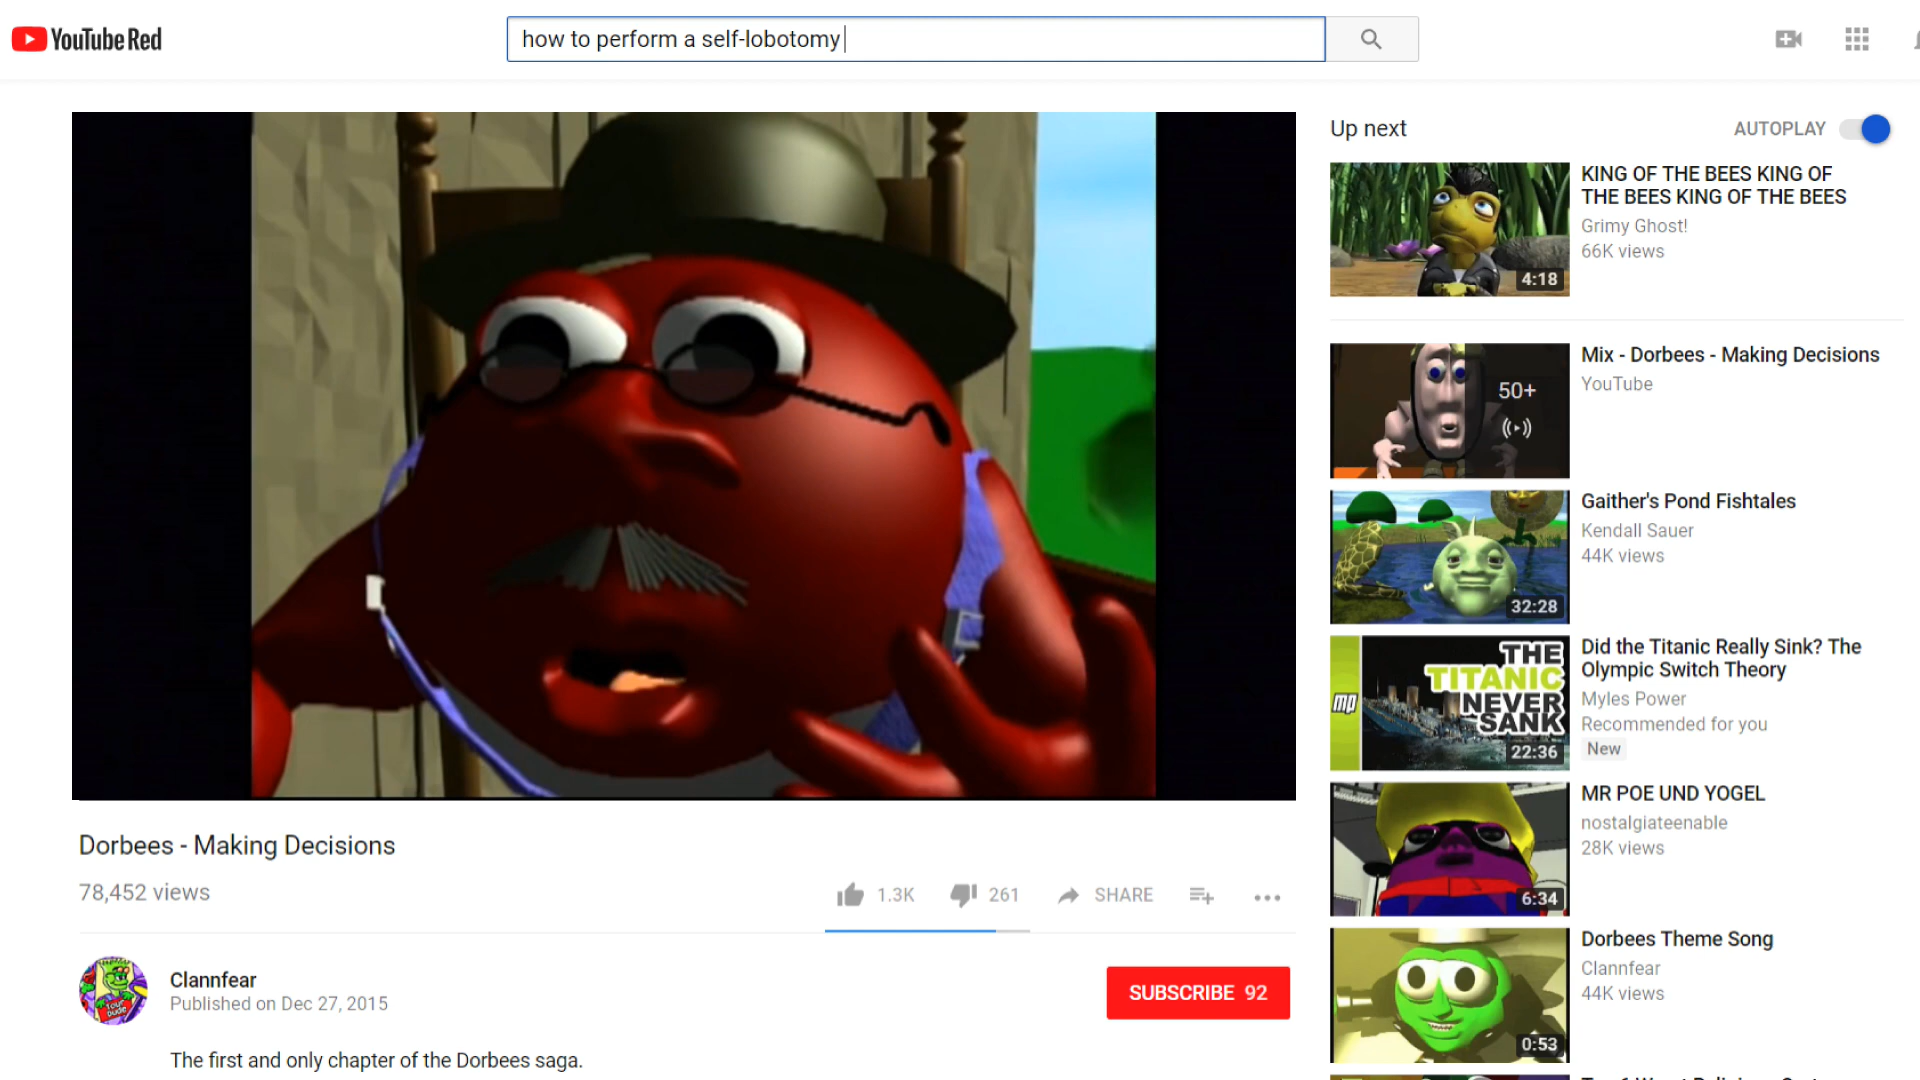 YouTube Red
how to perform a self-lobotomy
Up next
AUTOPLAY
KING OF THE BEES KING OF
THE BEES KING OF THE BEES
Grimy Ghost!
66K views
4:18
Mix - Dorbees - Making Decisions
YouTube
50+
Gaither's Pond Fishtales
Kendall Sauer
44K views
32:28
THE
TITANIC
NEVER
SANK
mp
22:36
Did the Titanic Really Sink? The
Olympic Switch Theory
Myles Power
Recommended for you
New
MR POE UND YOGEL
nostalgiateenable
28K views
6:34
Dorbees Theme Song
Clannfear
44K views
0:53
Dorbees - Making Decisions
78,452 views
1.3K
261
SHARE
Clannfear
Published on Dec 27, 2015
SUBSCRIBE 92
The first and only chapter of the Dorbees saga.